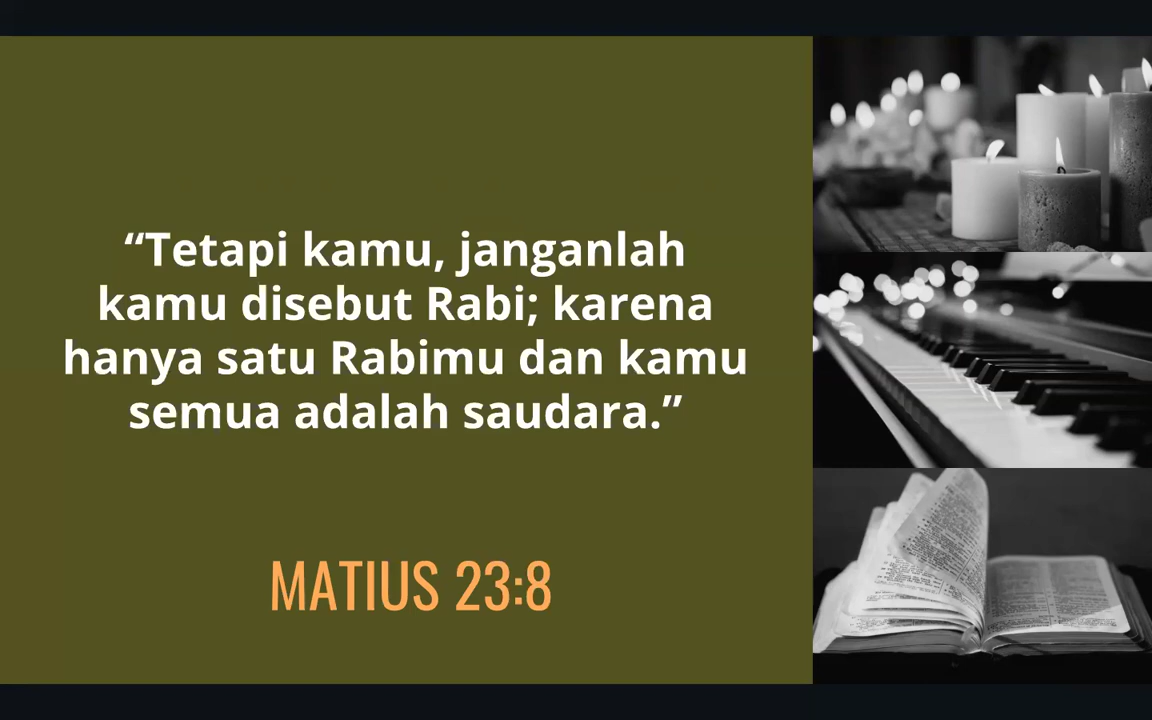 “Tetapi kamu, janganlah
kamu disebut Rabi; karena
hanya satu Rabimu dan kamu
semua adalah saudara.”
MATIUS 23:8